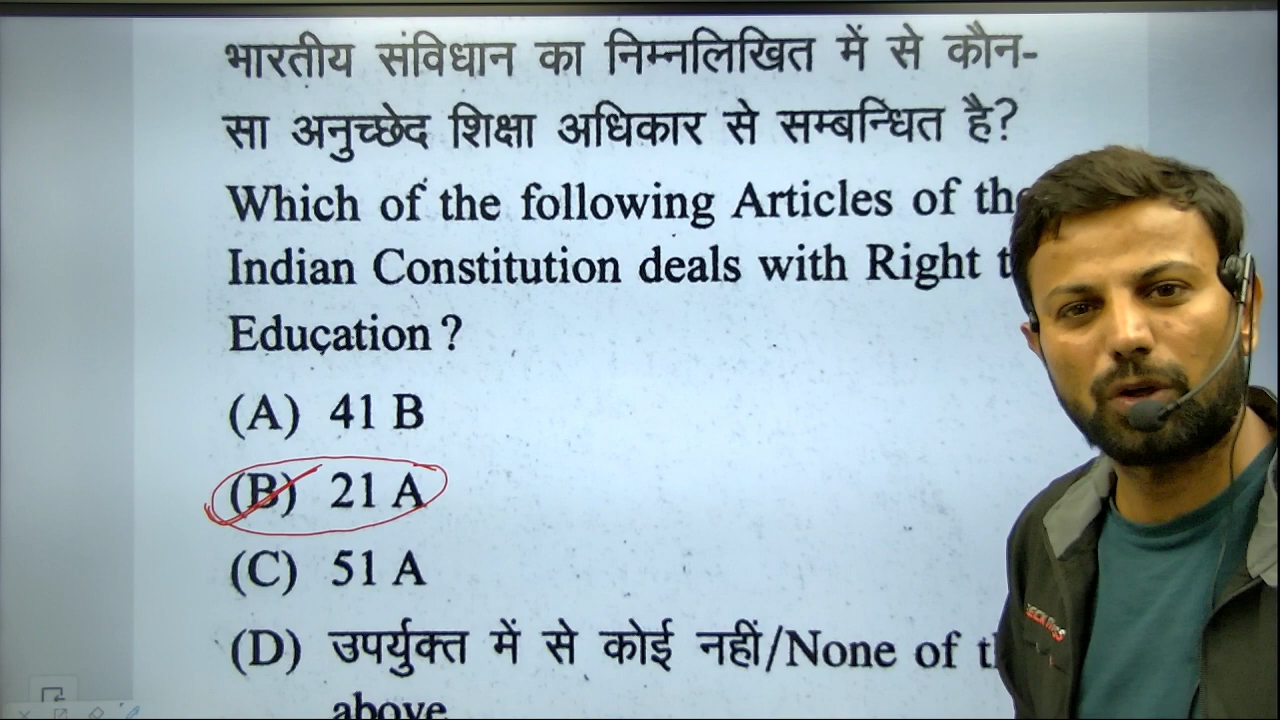 भारतीय संविधान का निम्नलिखित में से कौन-
सा अनुच्छेद शिक्षा अधिकार से सम्बन्धित है?
Which of the following Articles of the
Indian Constitution deals with Right
Education ?
(A) 41 B
(B) 21 A
(C) 51 A
(D) उपर्युक्त में से कोई नहीं/None of
above